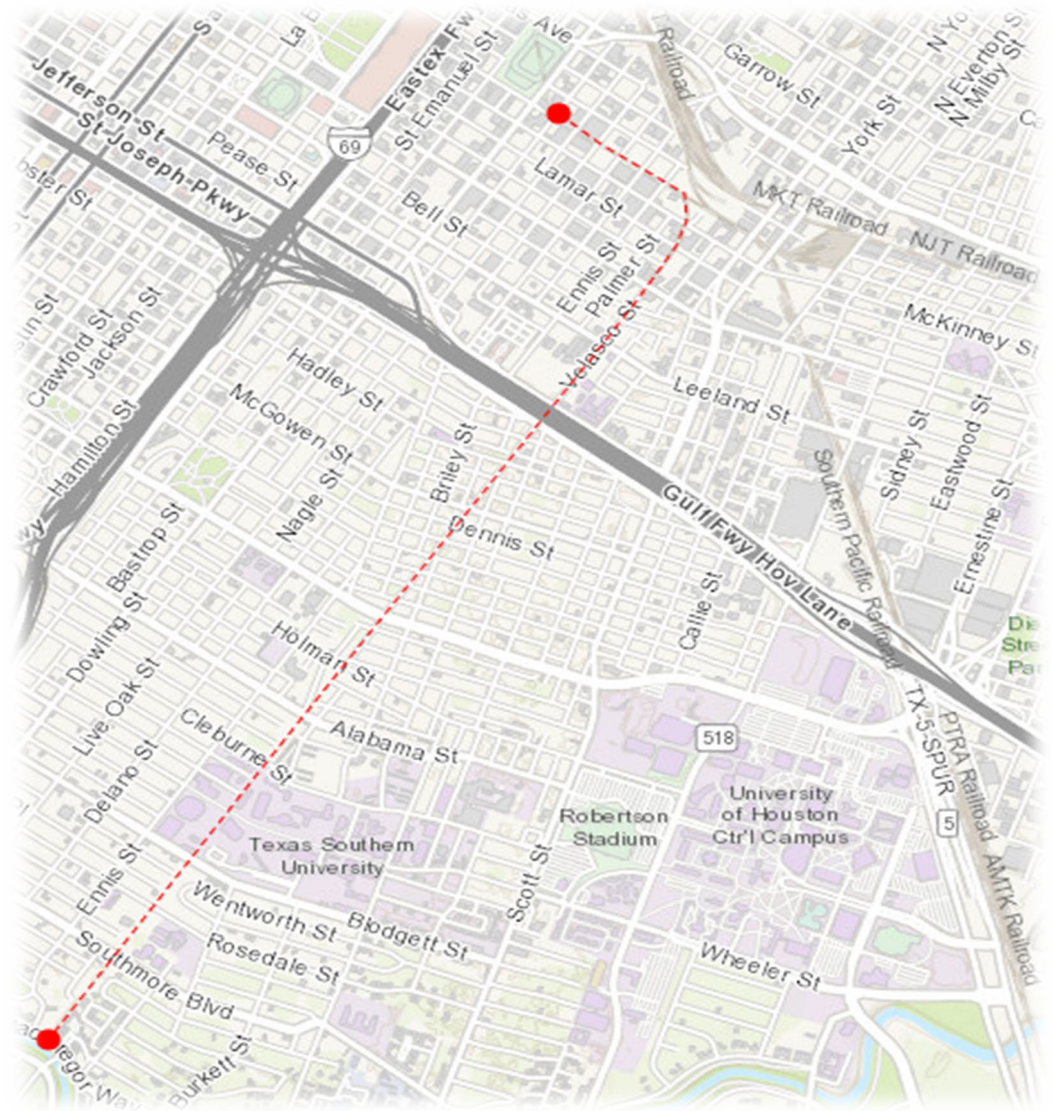 Jefferson St
St Joseph Pkwy
Pease St
69
Eastex Fwy
St Emanuel St
Ave
Railroad
Garrow St
York St
N Everton St
N Milby St
Lamar St
Bell St
Ennis St
Palmer St
Velasco St
MKT Railroad
NJT Railroad
McKinney St
Crawford St
Jackson St
Hamilton St
Hadley St
McGowen St
Nagle St
Briley St
Leeland St
Sidney St
Eastwood St
Ernestine St
Dennis St
Gulf Fwy Hov Lane
Southern Pacific Railroad
Callie St
Bastrop St
Dowling St
Live Oak St
Delano St
Holman St
Cleburne St
Alabama St
518
TX-5-SPUR
PTRA Railroad
AMTK Railroad
5
University
of Houston
Ctr'l Campus
Robertson
Stadium
Texas Southern
University
Scott St
Ennis St
Wentworth St
Blodgett St
Rosedale St
Southmore Blvd
Wheeler St
Burkett St
egor Way